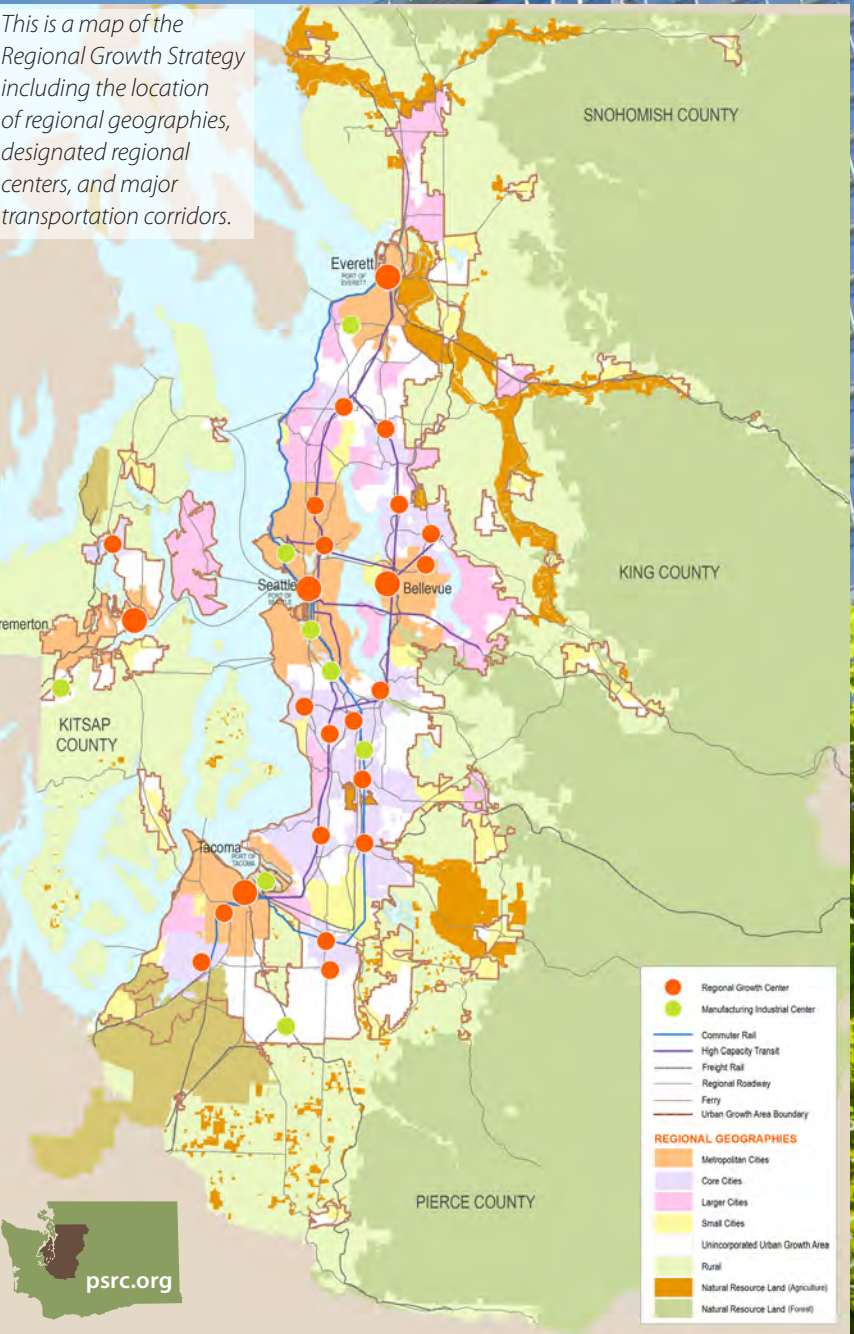 This is a map of the
Regional Growth Strategy
including the location
of regional geographies,
designated regional
centers, and major
transportation corridors.
SNOHOMISH COUNTY
Everett
PORT OF
EVERETT
KING COUNTY
Seattle
PORT OF
SEATTLE
Bellevue
remerton
KITSAP
COUNTY
Tacoma
PORT OF
TACOMA
PIERCE COUNTY
Regional Growth Center
Manufacturing Industrial Center
Commuter Rail
High Capacity Transit
Freight Rail
Regional Roadway
Ferry
Urban Growth Area Boundary
REGIONAL GEOGRAPHIES
Metropolitan Cities
Core Cities
Larger Cities
Small Cities
Unincorporated Urban Growth Area
Rural
Natural Resource Land (Agriculture)
Natural Resource Land (Forest)
psrc.org